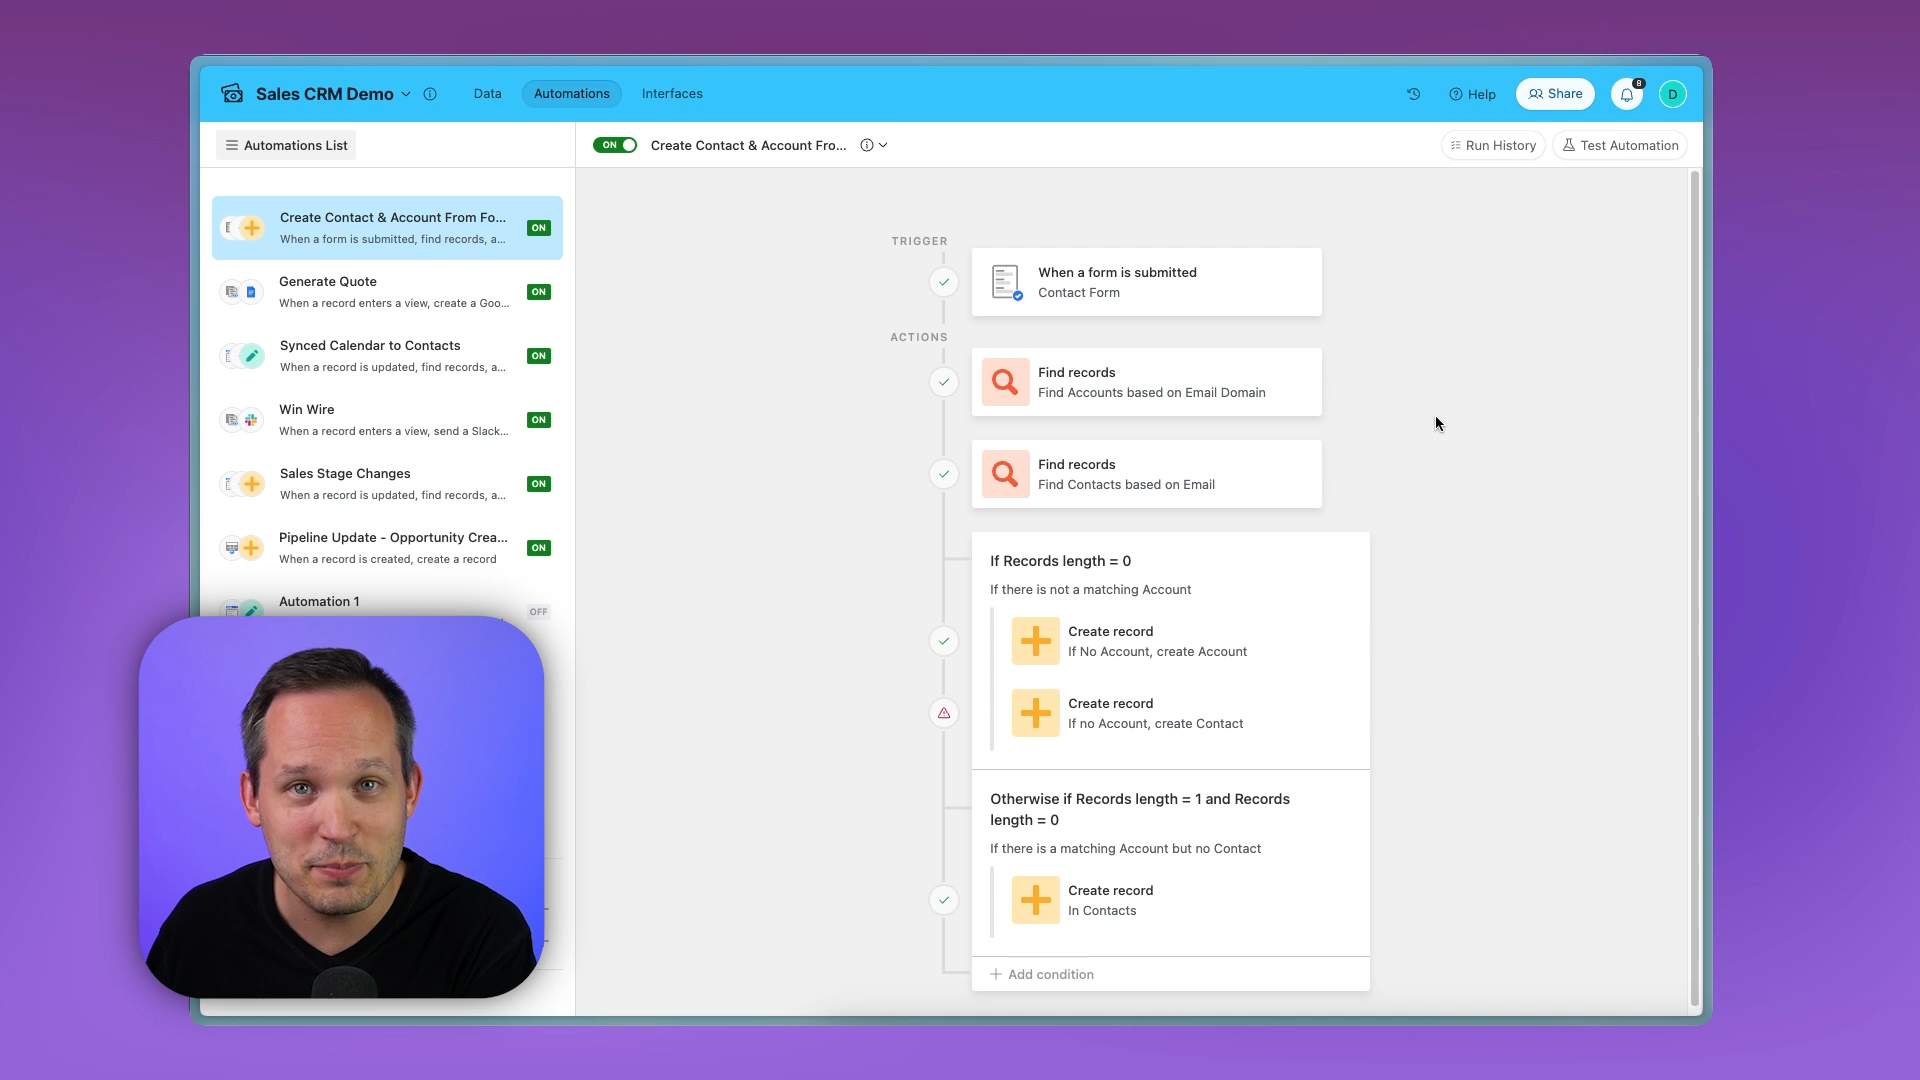 Sales CRM Demo
Data
Automations
Interfaces
Help
Share
8
D
Automations List
ON
Create Contact & Account Fro...
Run History
Test Automation
Create Contact & Account From Fo...
When a form is submitted, find records, a...
ON
Generate Quote
When a record enters a view, create a Goo...
ON
Synced Calendar to Contacts
When a record is updated, find records, a...
ON
Win Wire
When a record enters a view, send a Slack...
ON
Sales Stage Changes
When a record is updated, find records, a...
ON
Pipeline Update - Opportunity Crea...
When a record is created, create a record
ON
Automation 1
OFF
TRIGGER
When a form is submitted
Contact Form
ACTIONS
Find records
Find Accounts based on Email Domain
Find records
Find Contacts based on Email
If Records length = 0
If there is not a matching Account
Create record
If No Account, create Account
Create record
If no Account, create Contact
Otherwise if Records length = 1 and Records
length = 0
If there is a matching Account but no Contact
Create record
In Contacts
+ Add condition